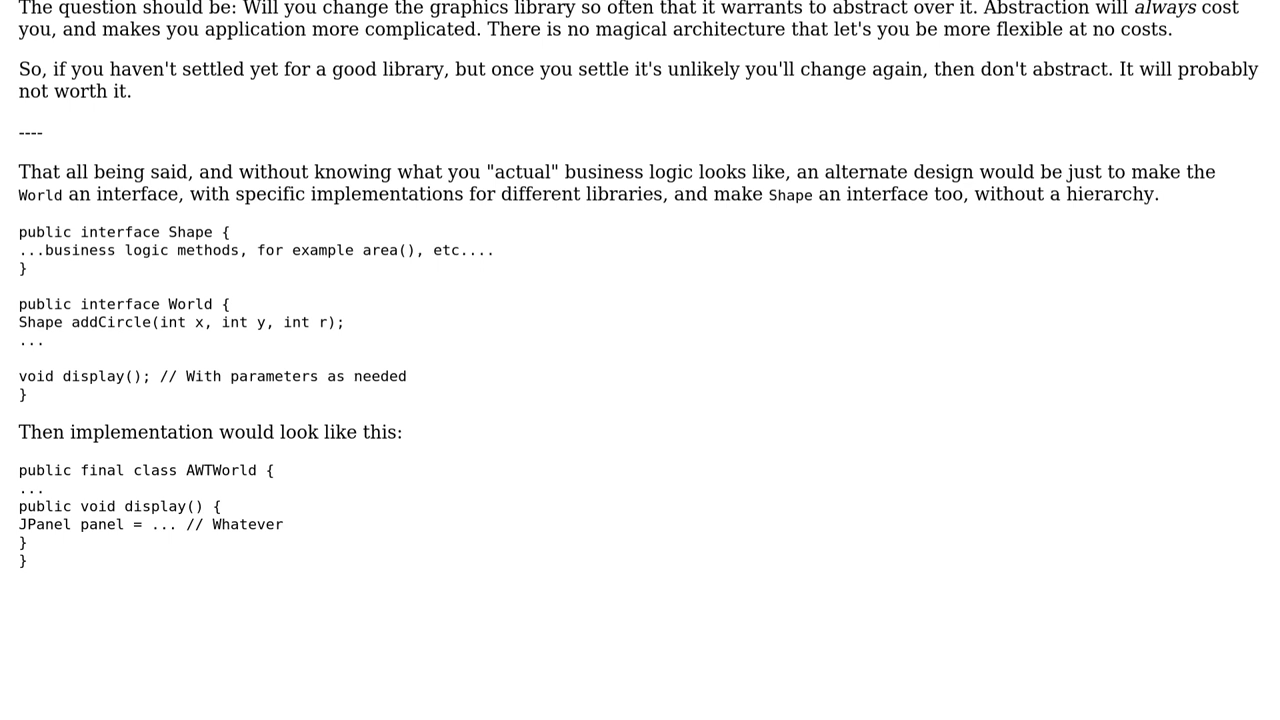 The question should be: Will you change the graphics library so often that it warrants to abstract over it. Abstraction will always cost
you, and makes you application more complicated. There is no magical architecture that let's you be more flexible at no costs.
So, if you haven't settled yet for a good library, but once you settle it's unlikely you'll change again, then don't abstract. It will probably
not worth it.
----
That all being said, and without knowing what you "actual" business logic looks like, an alternate design would be just to make the
World an interface, with specific implementations for different libraries, and make Shape an interface too, without a hierarchy.
public interface Shape {
...business logic methods, for example area(), etc....
}
public interface World {
Shape addCircle(int x, int y, int r);
...
void display(); // With parameters as needed
}
Then implementation would look like this:
public final class AWTWorld {
...
public void display() {
JPanel panel = ... // Whatever
}
}